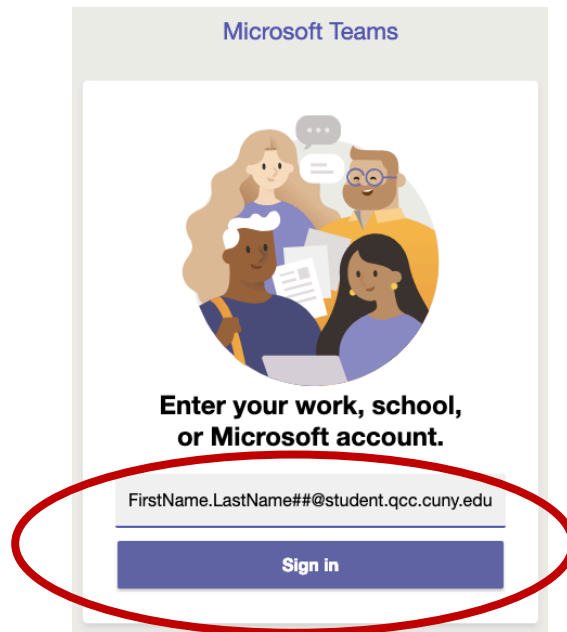 Microsoft Teams
Enter your work, school,
or Microsoft account.
FirstName.LastName##@student.qcc.cuny.edu
Sign in